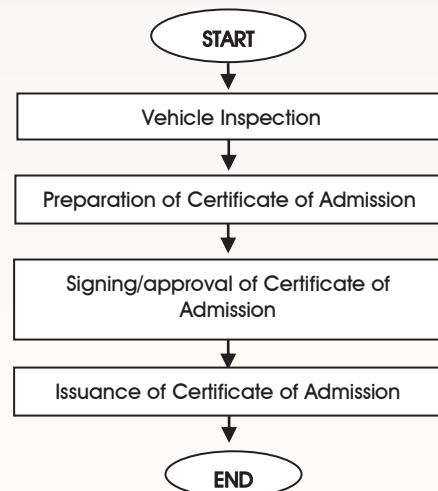 START
Vehicle Inspection
Preparation of Certificate of Admission
Signing/approval of Certificate of
Admission
Issuance of Certificate of Admission
END